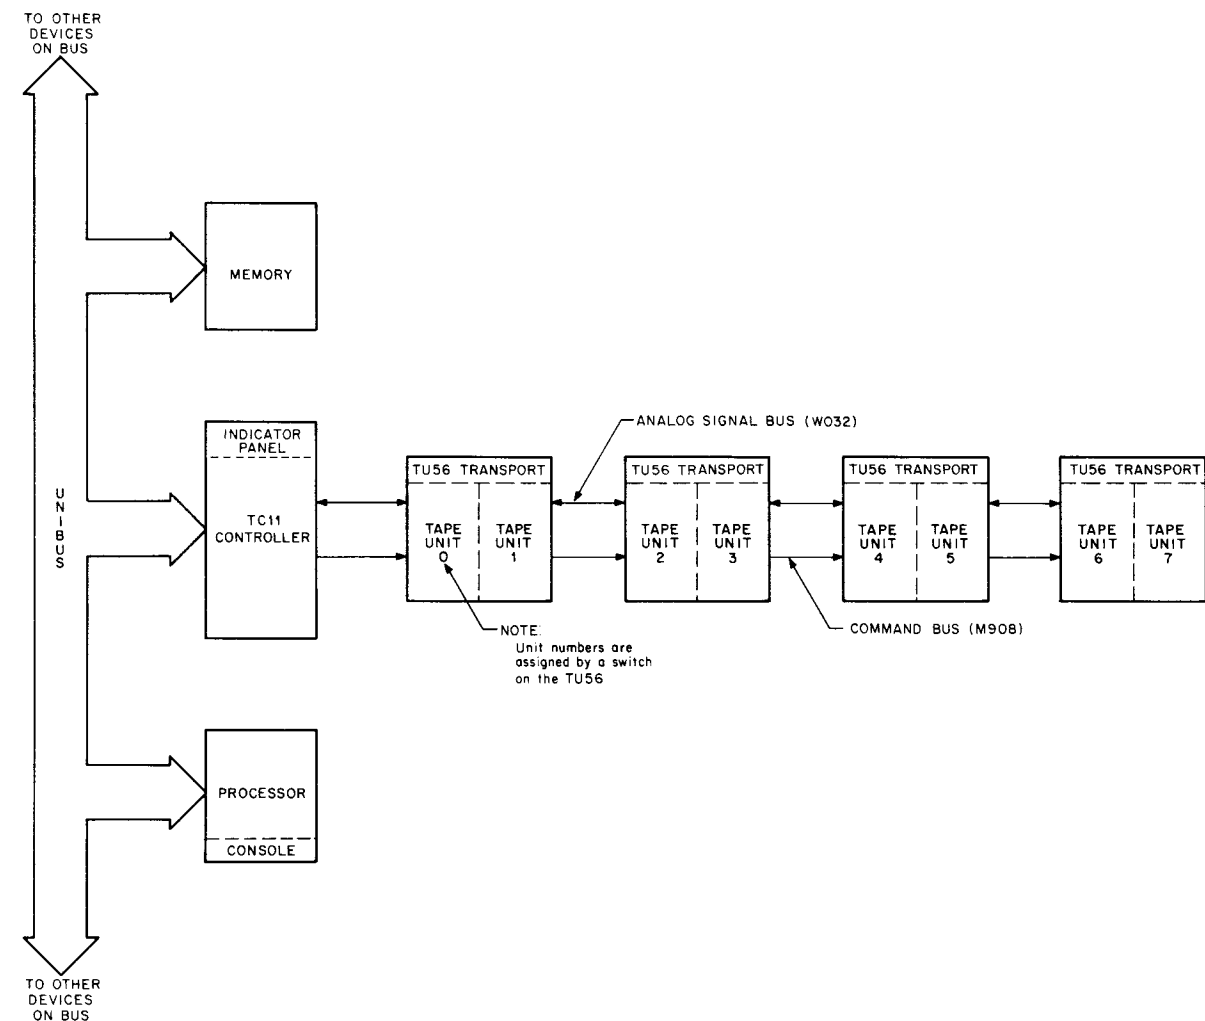 TO OTHER
DEVICES
ON BUS
MEMORY
ANALOG SIGNAL BUS (W032)
INDICATOR
PANEL
TC11
CONTROLLER
UNIBUS
TU56 TRANSPORT
TAPE
UNIT
0
TAPE
UNIT
1
TU56 TRANSPORT
TAPE
UNIT
2
TAPE
UNIT
3
TU56 TRANSPORT
TAPE
UNIT
4
TAPE
UNIT
5
TU56 TRANSPORT
TAPE
UNIT
6
TAPE
UNIT
7
NOTE:
Unit numbers are
assigned by a switch
on the TU56
COMMAND BUS (M908)
PROCESSOR
CONSOLE
TO OTHER
DEVICES
ON BUS